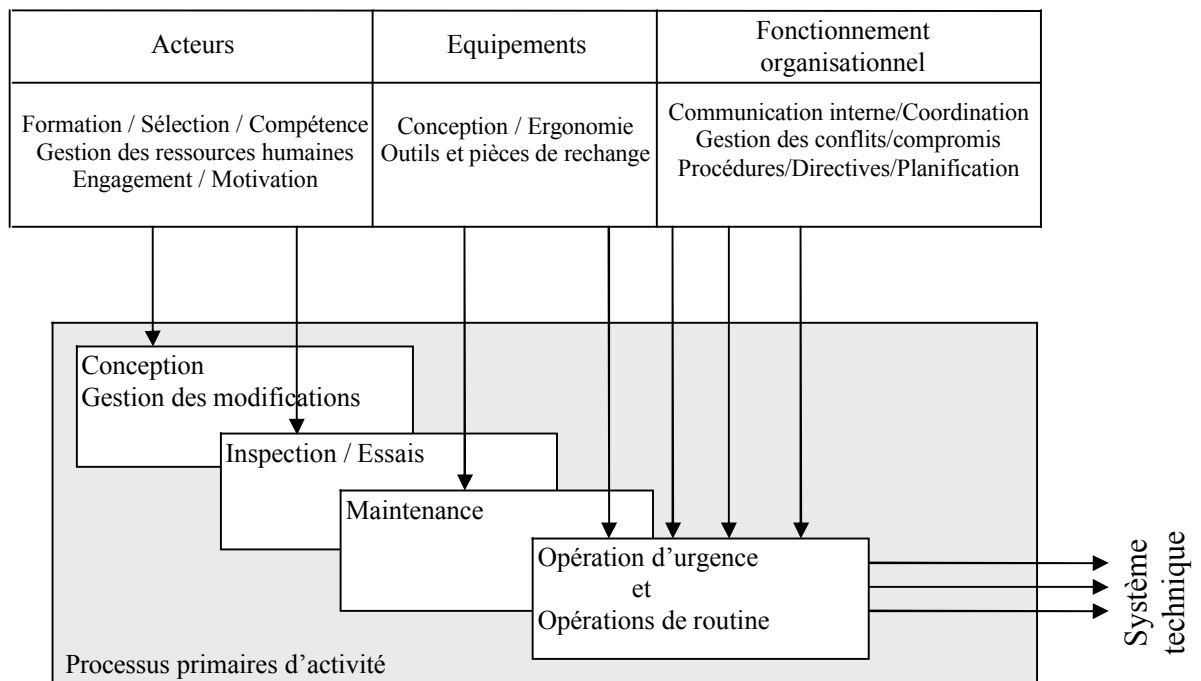 Acteurs
Equipements
Fonctionnement
organisationnel
Formation / Sélection / Compétence
Gestion des ressources humaines
Engagement / Motivation
Conception / Ergonomie
Outils et pièces de rechange
Communication interne/Coordination
Gestion des conflits/compromis
Procédures/Directives/Planification
Conception
Gestion des modifications
Inspection / Essais
Maintenance
Opération d’urgence
et
Opérations de routine
Processus primaires d’activité
Système
technique